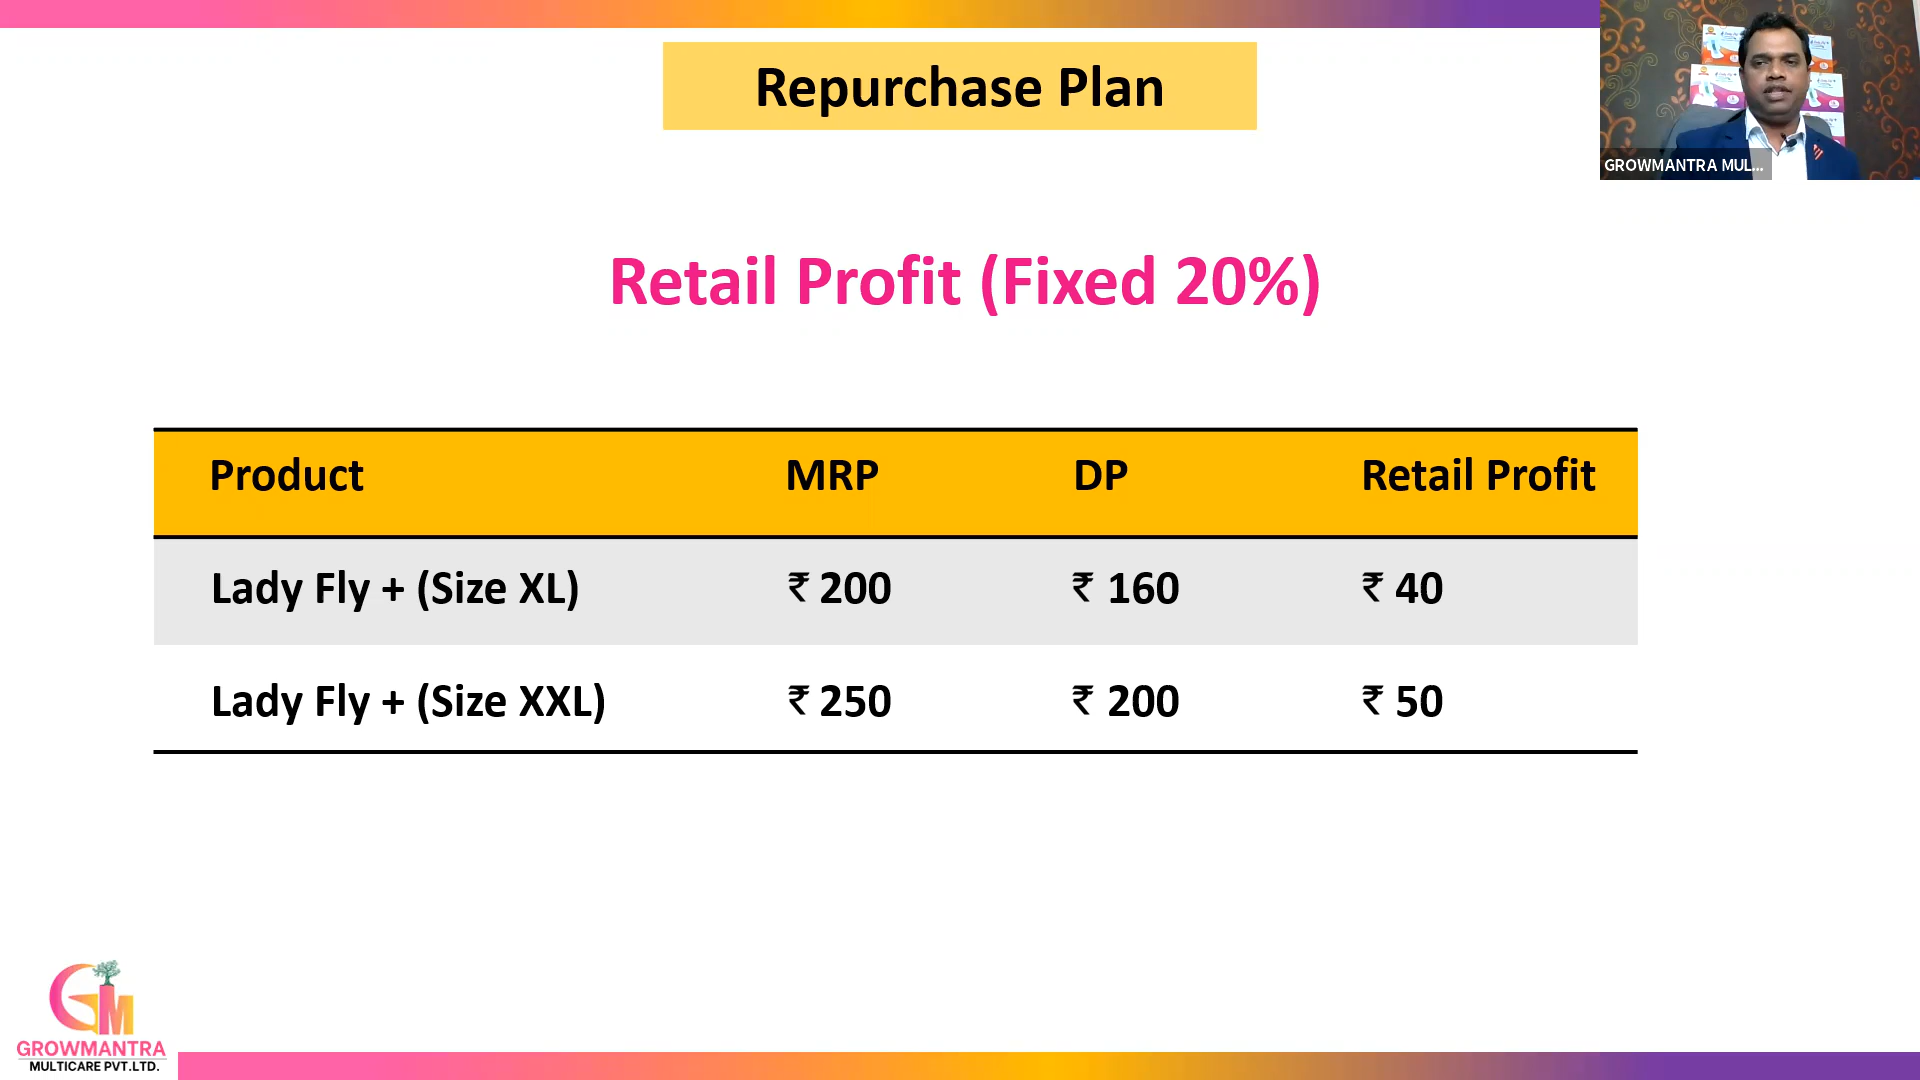 Repurchase Plan
GROWMANTRA MUL...
Retail Profit (Fixed 20%)
Product MRP DP Retail Profit
Lady Fly + (Size XL) ₹ 200 ₹ 160 ₹ 40
Lady Fly + (Size XXL) ₹ 250 ₹ 200 ₹ 50
GM
GROWMANTRA
MULTICARE PVT.LTD.